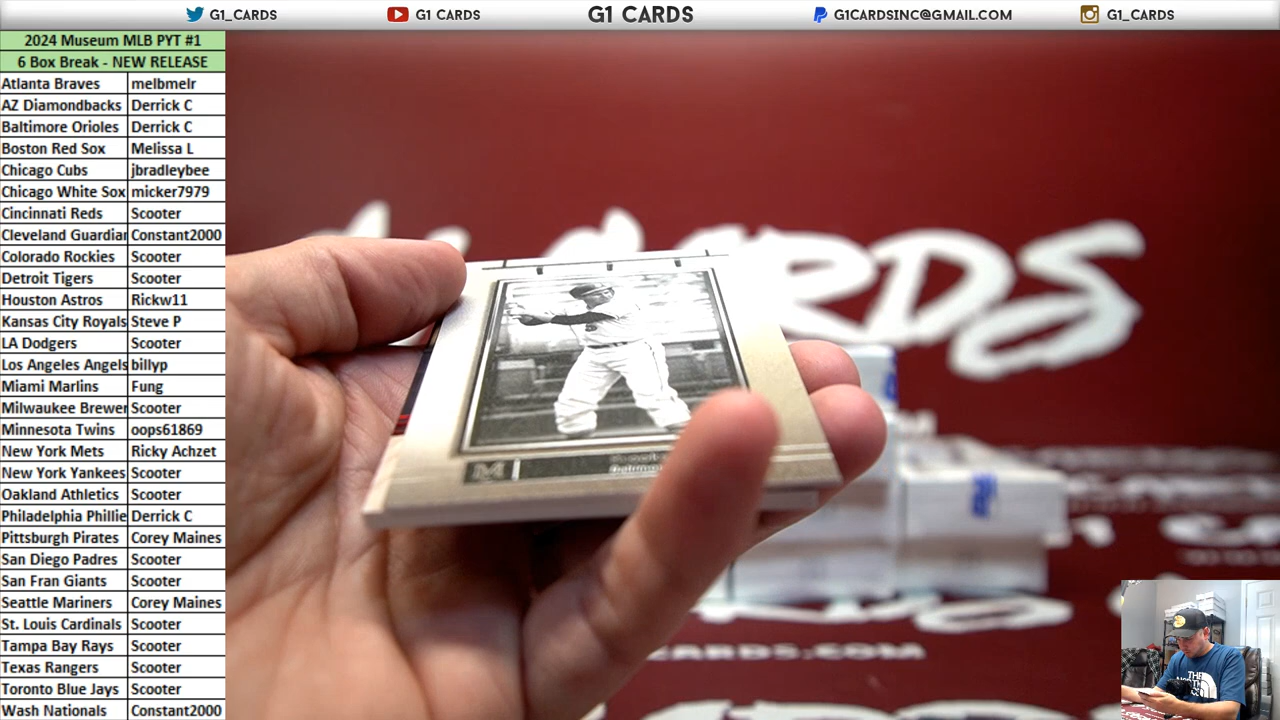 G1_CARDS G1 CARDS G1 CARDS G1CARDSINC@GMAIL.COM G1_CARDS
2024 Museum MLB PYT #1
6 Box Break - NEW RELEASE
Atlanta Braves melbmelr
AZ Diamondbacks Derrick C
Baltimore Orioles Derrick C
Boston Red Sox Melissa L
Chicago Cubs jbradleybee
Chicago White Sox micker7979
Cincinnati Reds Scooter
Cleveland Guardian Constant2000
Colorado Rockies Scooter
Detroit Tigers Scooter
Houston Astros Rickw11
Kansas City Royals Steve P
LA Dodgers Scooter
Los Angeles Angels billyp
Miami Marlins Fung
Milwaukee Brewer Scooter
Minnesota Twins oops61869
New York Mets Ricky Achzet
New York Yankees Scooter
Oakland Athletics Scooter
Philadelphia Phillie Derrick C
Pittsburgh Pirates Corey Maines
San Diego Padres Scooter
San Fran Giants Scooter
Seattle Mariners Corey Maines
St. Louis Cardinals Scooter
Tampa Bay Rays Scooter
Texas Rangers Scooter
Toronto Blue Jays Scooter
Wash Nationals Constant2000
CARDS
M
CARDS.COM
THE